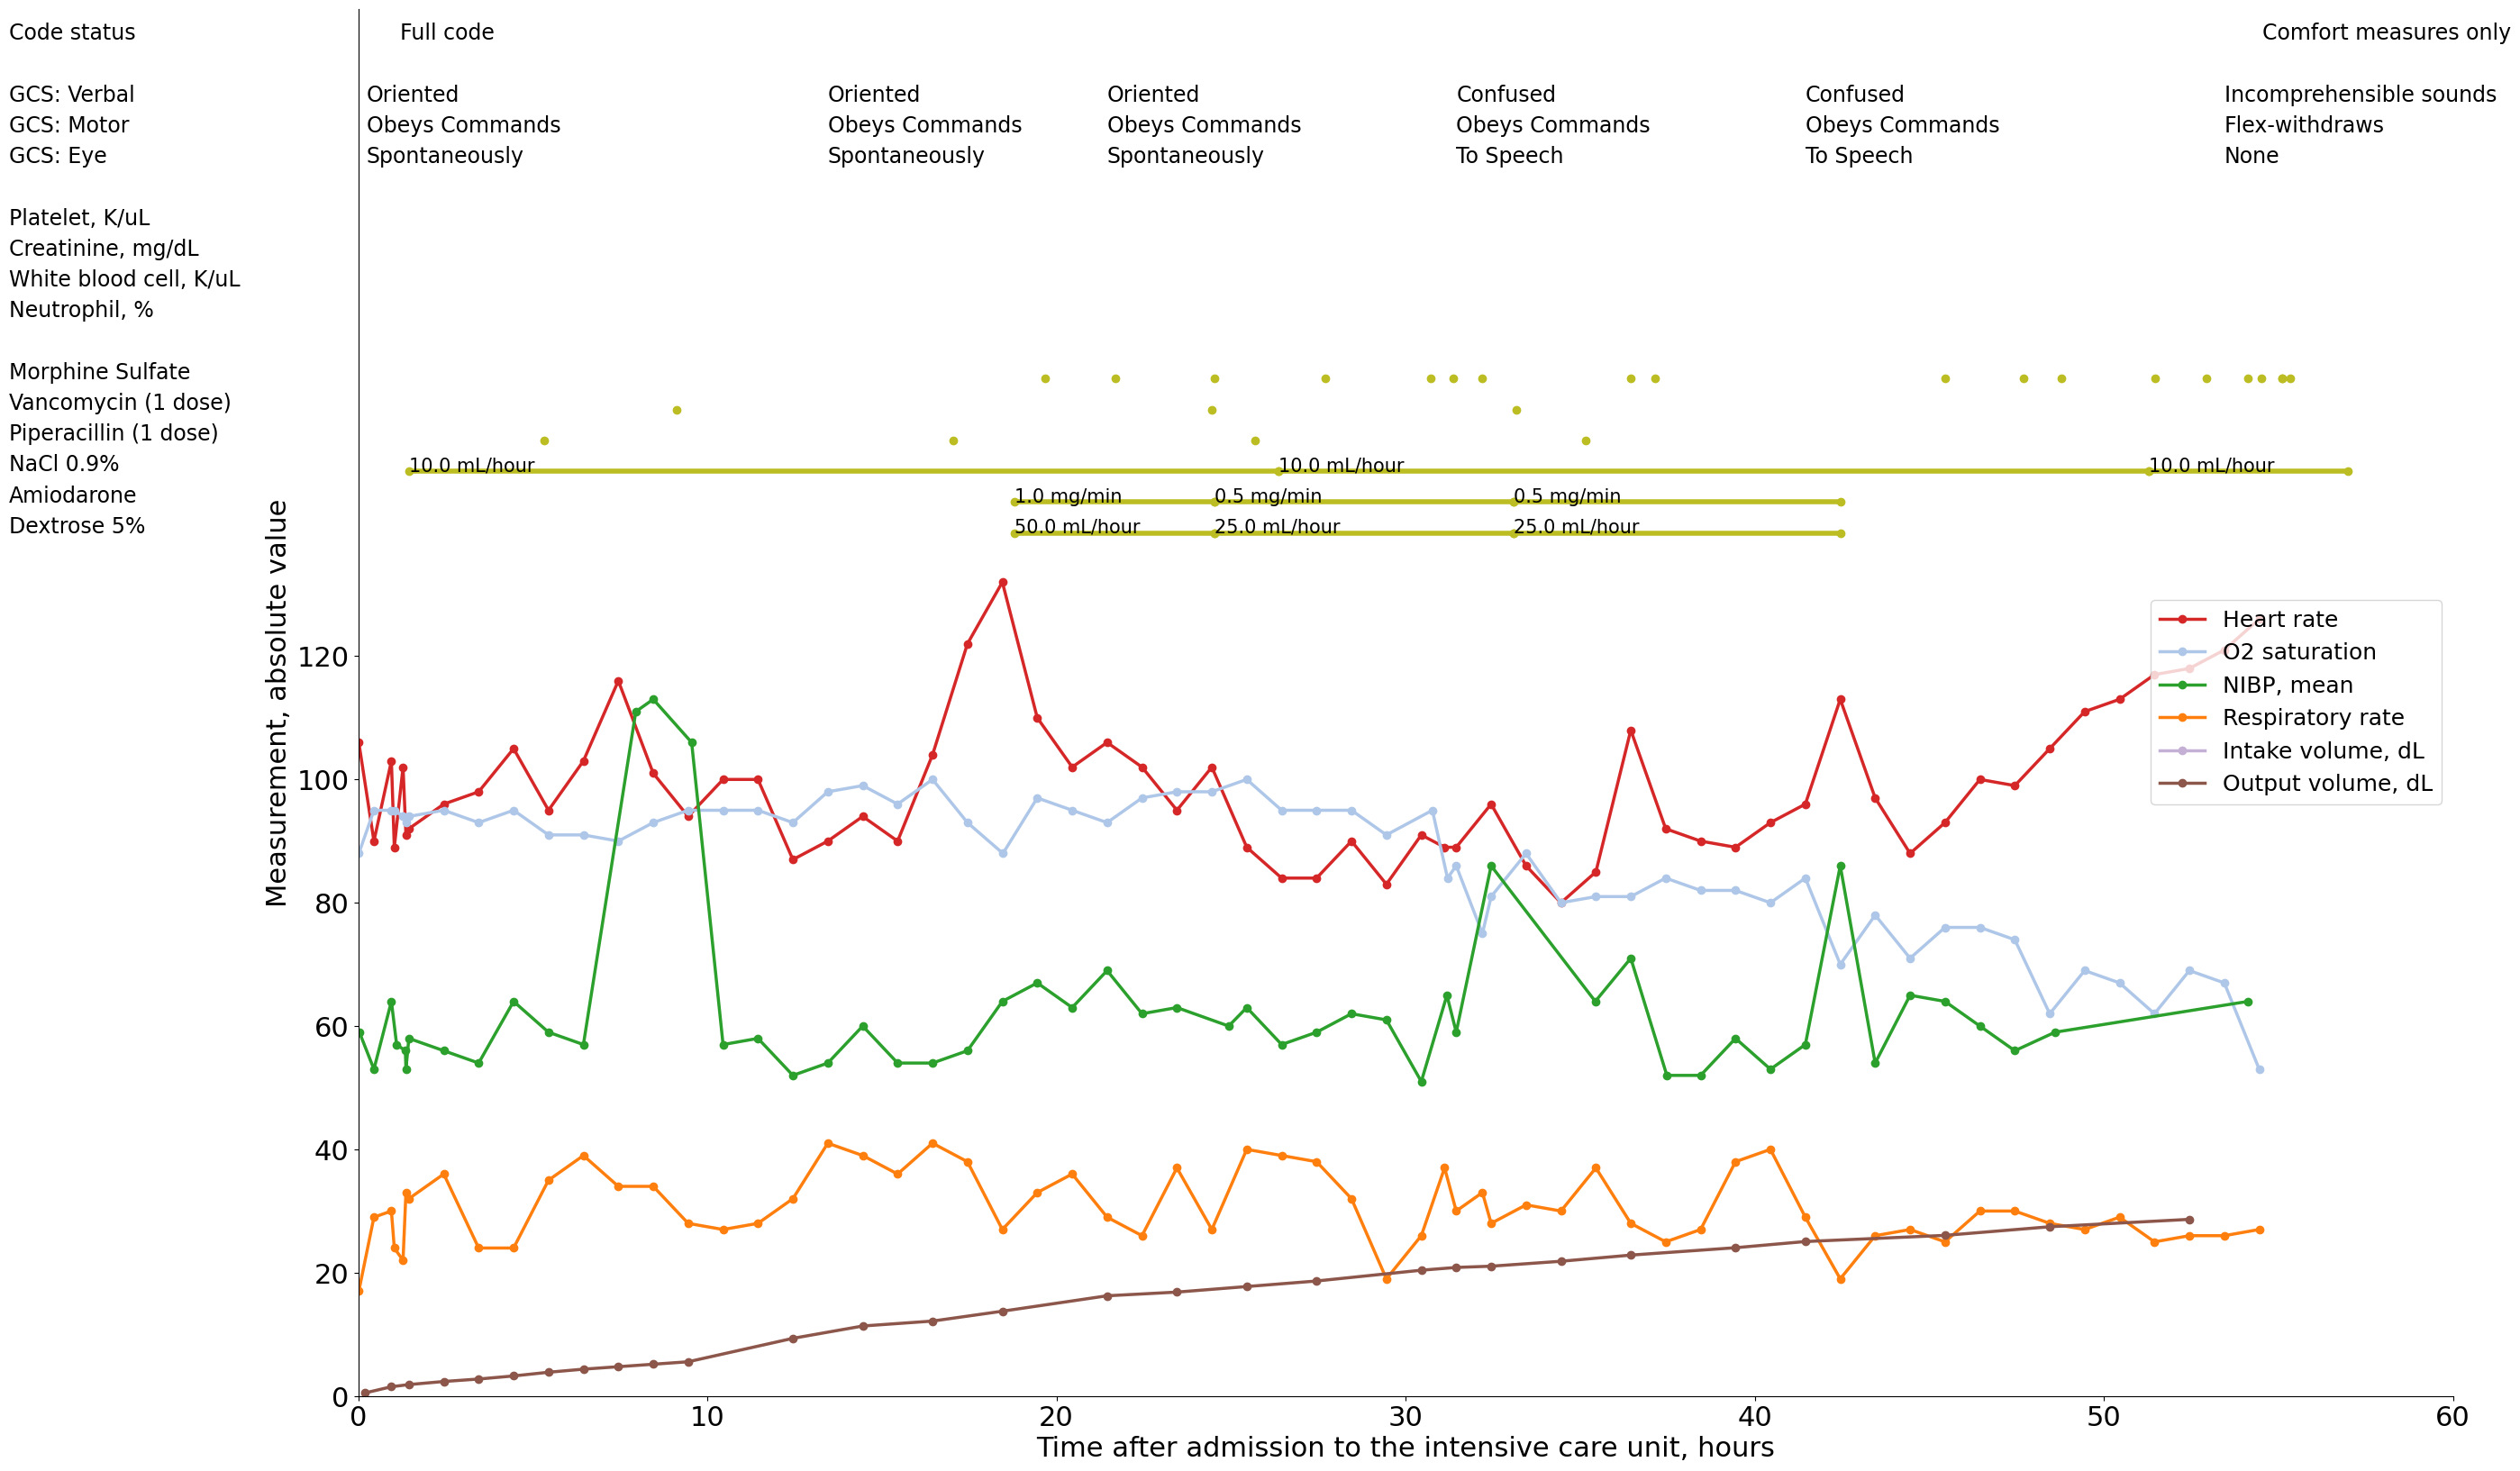 Code status Full code Comfort measures only
GCS: Verbal Oriented Oriented Oriented Confused Confused Incomprehensible sounds
GCS: Motor Obeys Commands Obeys Commands Obeys Commands Obeys Commands Obeys Commands Flex-withdraws
GCS: Eye Spontaneously Spontaneously Spontaneously To Speech To Speech None
Platelet, K/uL
Creatinine, mg/dL
White blood cell, K/uL
Neutrophil, %
Morphine Sulfate
Vancomycin (1 dose)
Piperacillin (1 dose)
NaCl 0.9% 10.0 mL/hour 10.0 mL/hour 10.0 mL/hour
Amiodarone 1.0 mg/min 0.5 mg/min 0.5 mg/min
Dextrose 5% 50.0 mL/hour 25.0 mL/hour 25.0 mL/hour
Measurement, absolute value
120
100
80
60
40
20
0
Heart rate
O2 saturation
NIBP, mean
Respiratory rate
Intake volume, dL
Output volume, dL
0 10 20 30 40 50 60
Time after admission to the intensive care unit, hours